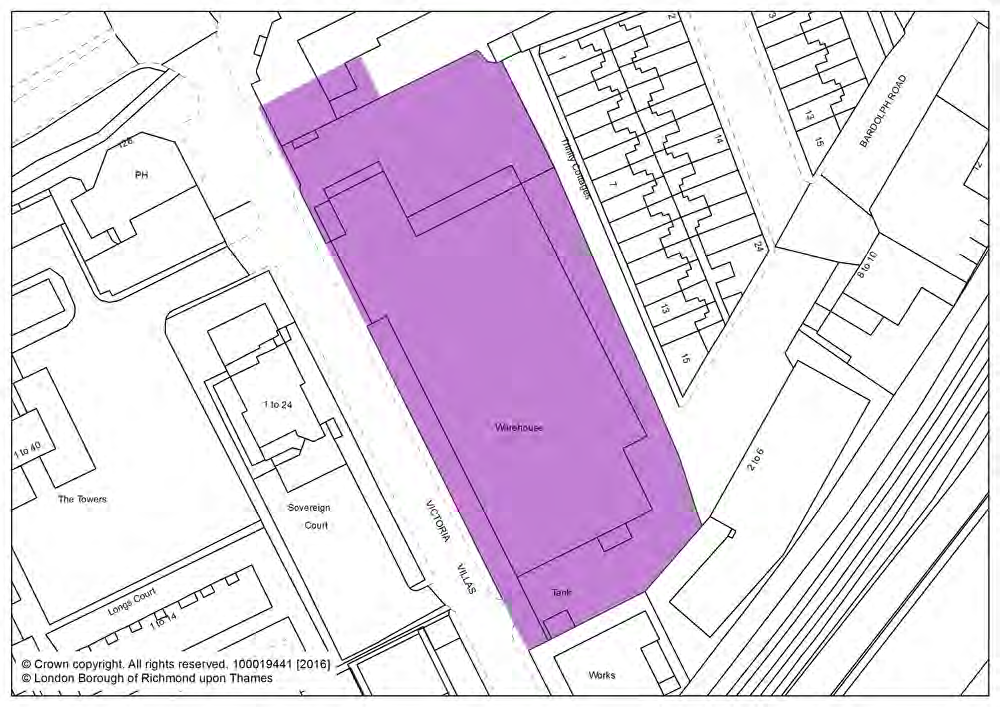 2
3
1
Trinity Cottages
7
13
15
14
24
13
15
BARDOLPH ROAD
12
8 to 10
126
PH
1 to 24
1 to 40
The Towers
Sovereign
Court
Warehouse
2 to 6
VICTORIA
VILLAS
Tank
Longs Court
1 to 14
Works
© Crown copyright. All rights reserved. 100019441 [2016]
© London Borough of Richmond upon Thames